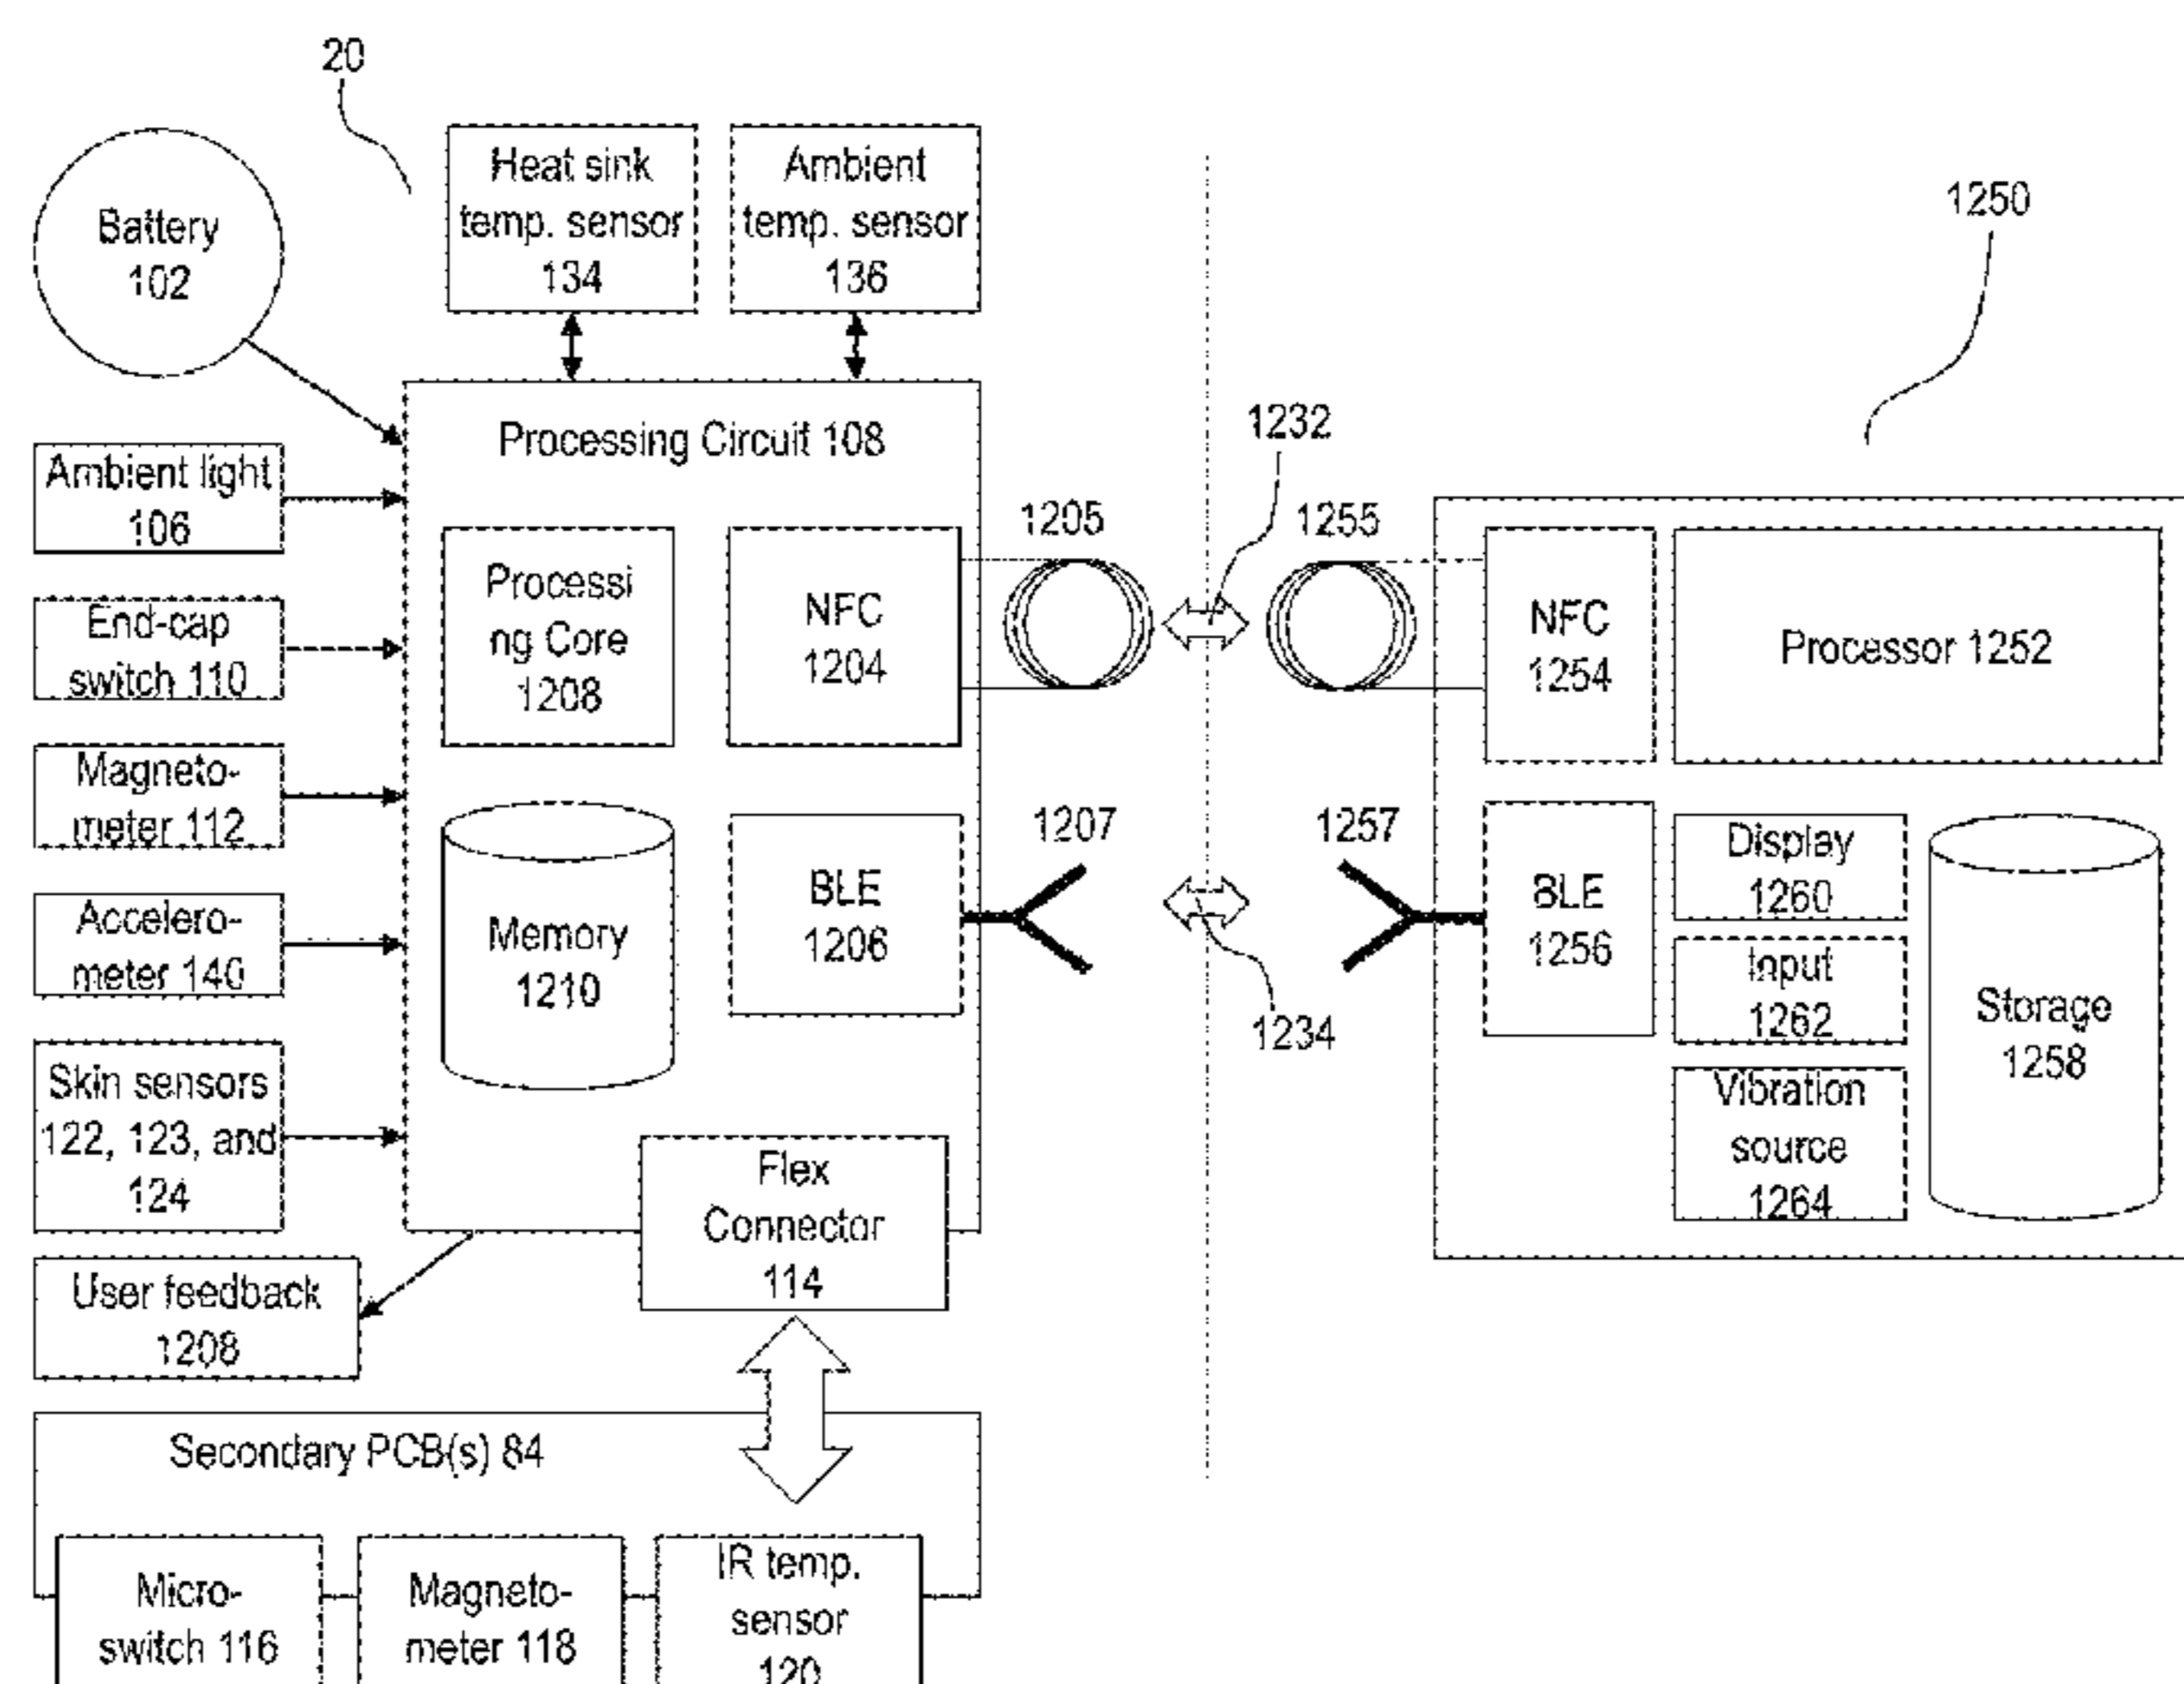 20
Battery
102
Heat sink
temp. sensor
134
Ambient
temp. sensor
136
1250
Processing Circuit 108
1232
Ambient light
106
1205
1255
End-cap
switch 110
Processi
ng Core
1208
NFC
1204
NFC
1254
Processor 1252
Magneto-
meter 112
1207
1257
Display
1260
BLE
1206
BLE
1256
Accelero-
meter 140
Memory
1210
Input
1262
Storage
1258
1234
Skin sensors
122, 123, and
124
Vibration
source
1264
Flex
Connector
114
User feedback
1208
Secondary PCB(s) 84
Micro-
switch 116
Magneto-
meter 118
IR temp.
sensor
120